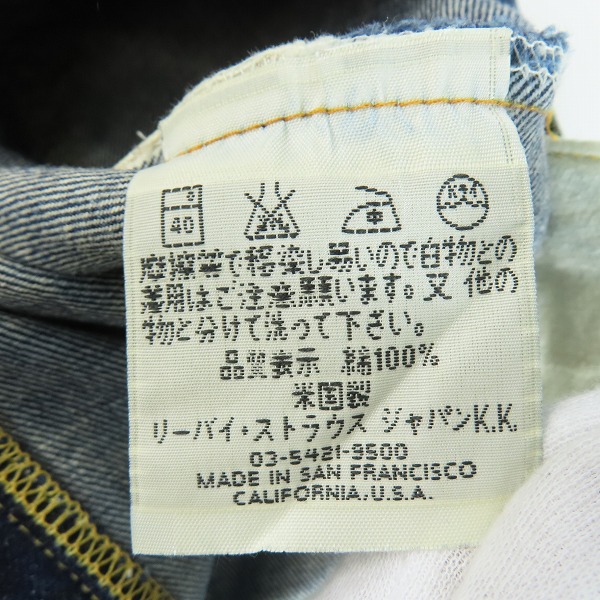 40
摩擦等で移染し易いので白物との
着用はご注意願います。又 他の
物と分けて洗って下さい。
品質表示 綿100%
米国製
リーバイ・ストラウス ジャパンK.K.
03-5421-9500
MADE IN SAN FRANCISCO
CALIFORNIA.U.S.A.